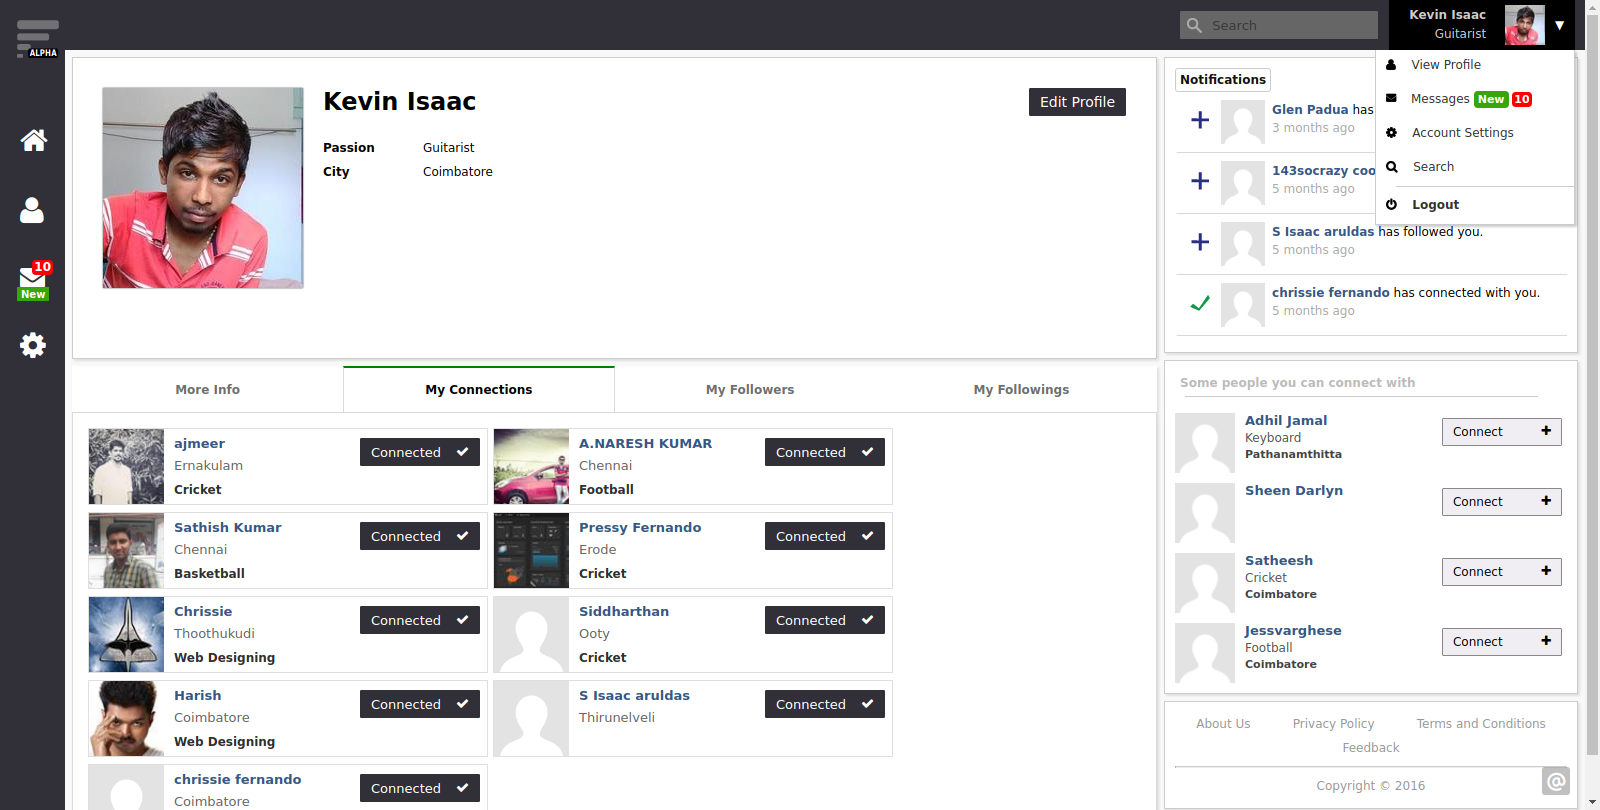 ALPHA
Search
Kevin Isaac
Guitarist
View Profile
Messages New 10
Account Settings
Search
Logout
10
New
Kevin Isaac
Edit Profile
Passion Guitarist
City Coimbatore
Notifications
Glen Padua has
3 months ago
143socrazy coo
5 months ago
S Isaac aruldas has followed you.
5 months ago
chrissie fernando has connected with you.
5 months ago
More Info
My Connections
My Followers
My Followings
ajmeer
Ernakulam
Cricket
Connected
A.NARESH KUMAR
Chennai
Football
Connected
Sathish Kumar
Chennai
Basketball
Connected
Pressy Fernando
Erode
Cricket
Connected
Chrissie
Thoothukudi
Web Designing
Connected
Siddharthan
Ooty
Cricket
Connected
Harish
Coimbatore
Web Designing
Connected
S Isaac aruldas
Thirunelveli
Connected
chrissie fernando
Coimbatore
Connected
Some people you can connect with
Adhil Jamal
Keyboard
Pathanamthitta
Connect
Sheen Darlyn
Connect
Satheesh
Cricket
Coimbatore
Connect
Jessvarghese
Football
Coimbatore
Connect
About Us
Privacy Policy
Terms and Conditions
Feedback
Copyright © 2016
@